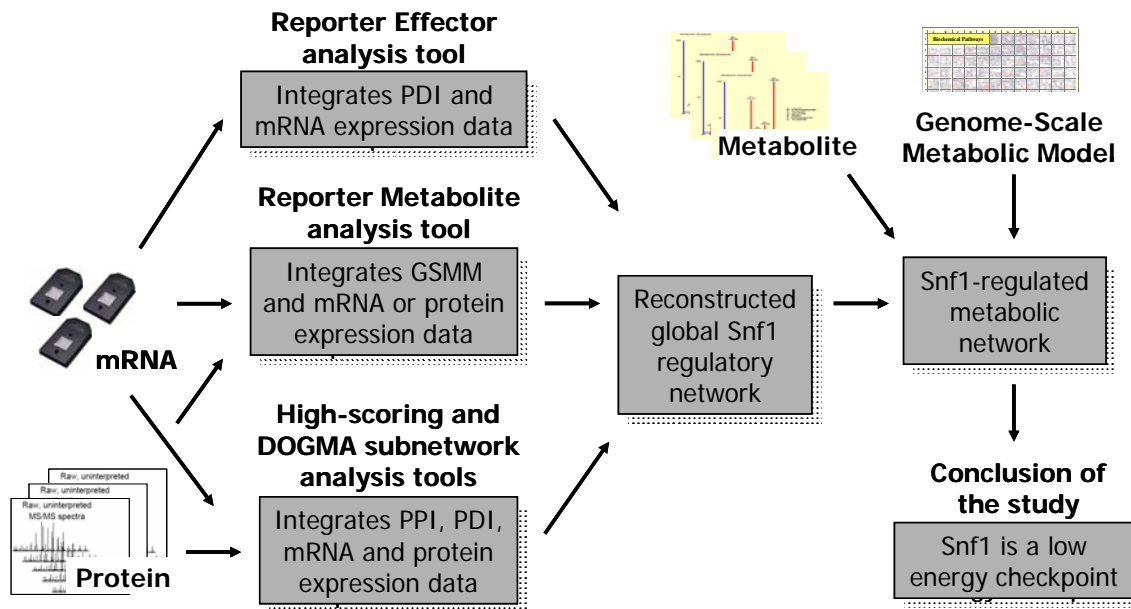 Reporter Effector
analysis tool
Integrates PDI and
mRNA expression data
Reporter Metabolite
analysis tool
Integrates GSMM
and mRNA or protein
expression data
High-scoring and
DOGMA subnetwork
analysis tools
Integrates PPI, PDI,
mRNA and protein
expression data
mRNA
Raw, uninterpreted
Raw, uninterpreted
Raw, uninterpreted
MS/MS spectra
Protein
Reconstructed
global Snf1
regulatory
network
Metabolite
Biochemical Pathways
Genome-Scale
Metabolic Model
Snf1-regulated
metabolic
network
Conclusion of
the study
Snf1 is a low
energy checkpoint